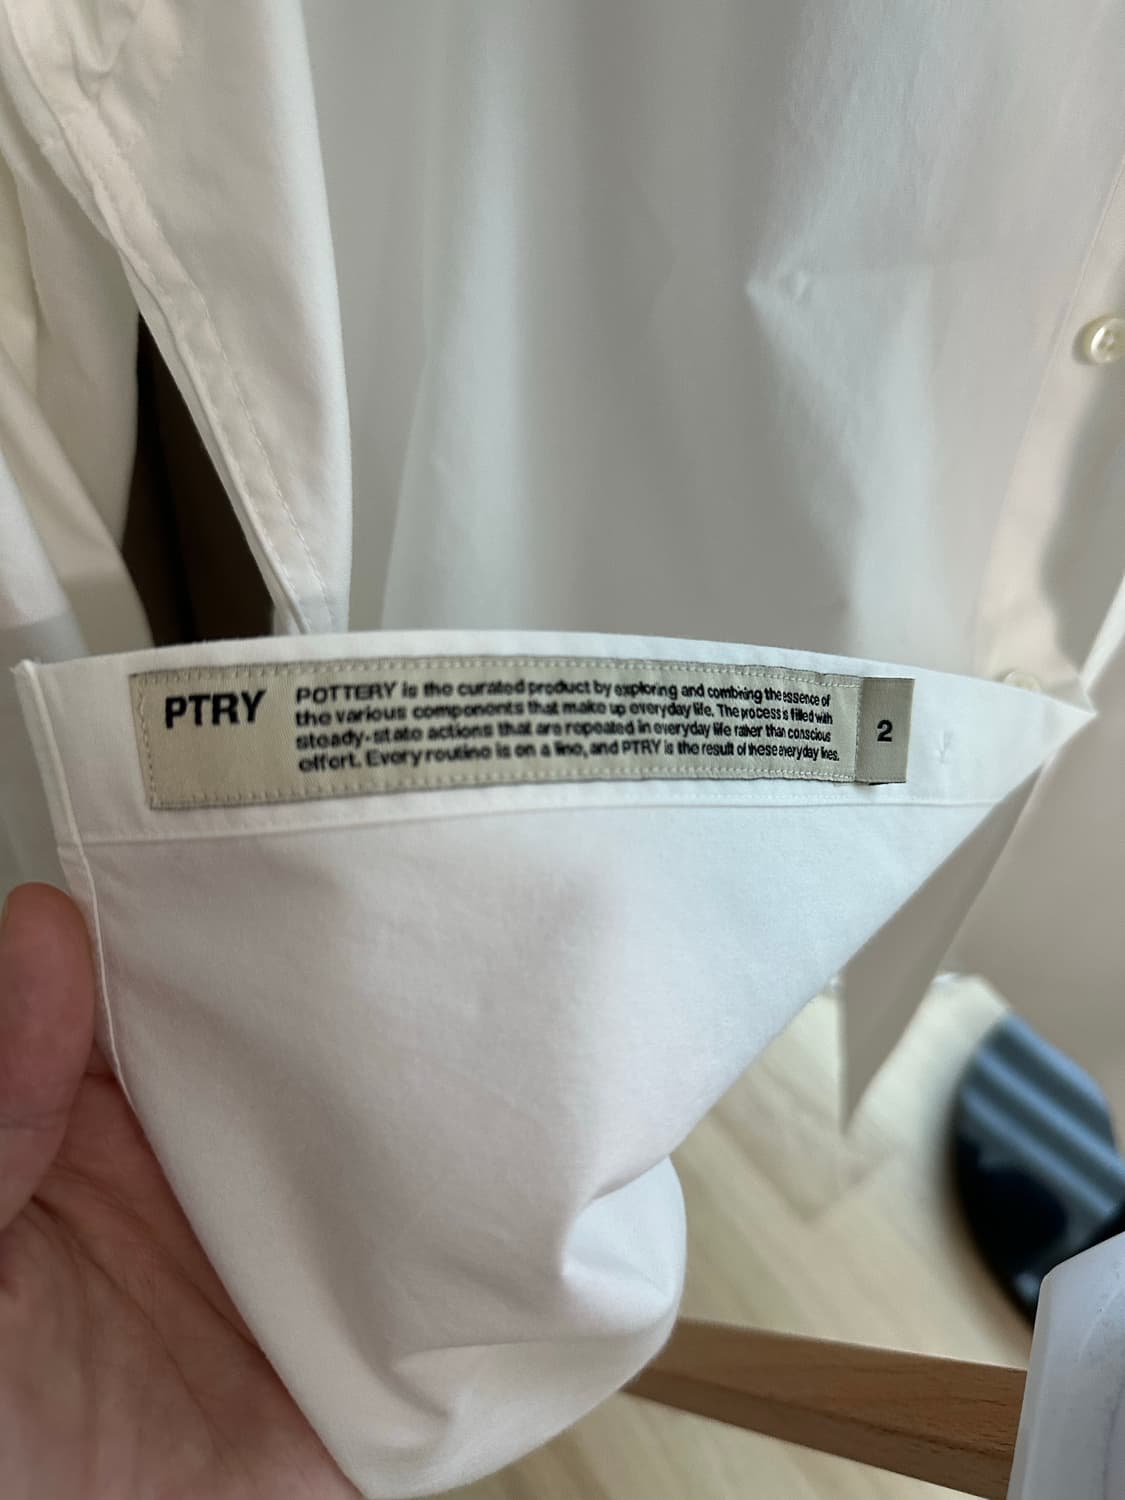 PTRY
POTTERY is the curated product by exploring and combining the essence of
the various components that make up everyday life. The process is filled with
steady-state actions that are repeated in everyday life rather than conscious
effort. Every routine is on a line, and PTRY is the result of these everyday lines.
2